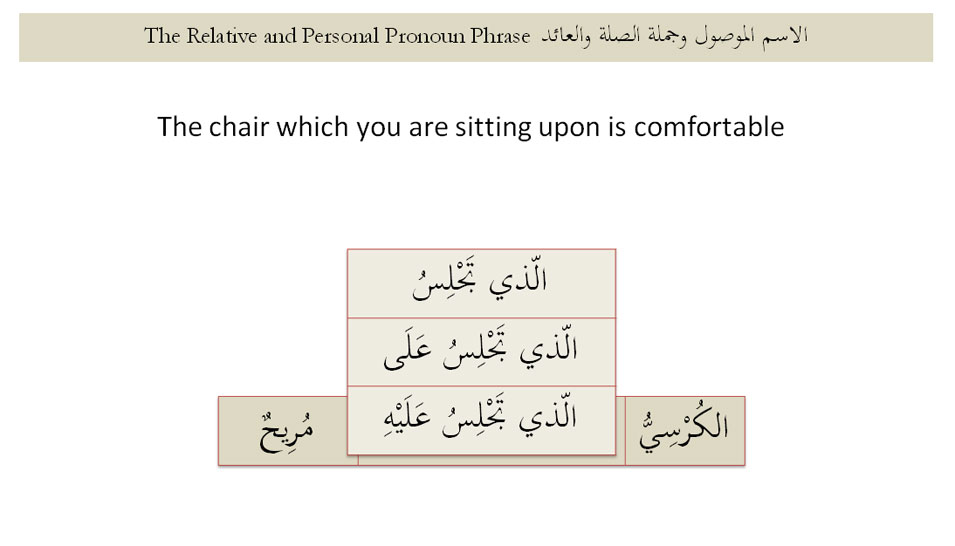 The Relative and Personal Pronoun Phrase الاسم الموصول وجملة الصلة والعائد
The chair which you are sitting upon is comfortable
الّذي تَجْلِسُ
الّذي تَجْلِسُ عَلَى
الكُرْسِيُّ الّذي تَجْلِسُ عَلَيْهِ مُرِيحٌ